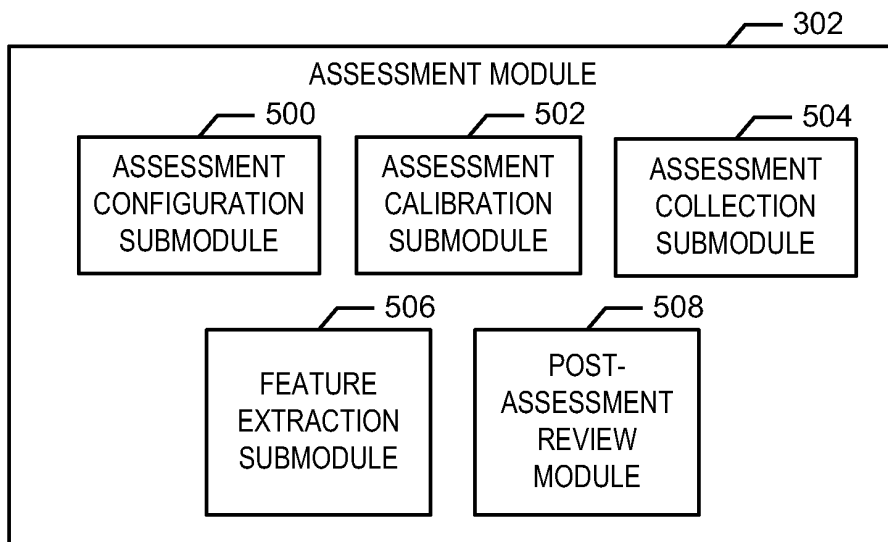 302
ASSESSMENT MODULE
500
ASSESSMENT
CONFIGURATION
SUBMODULE
502
ASSESSMENT
CALIBRATION
SUBMODULE
504
ASSESSMENT
COLLECTION
SUBMODULE
506
FEATURE
EXTRACTION
SUBMODULE
508
POST-
ASSESSMENT
REVIEW
MODULE